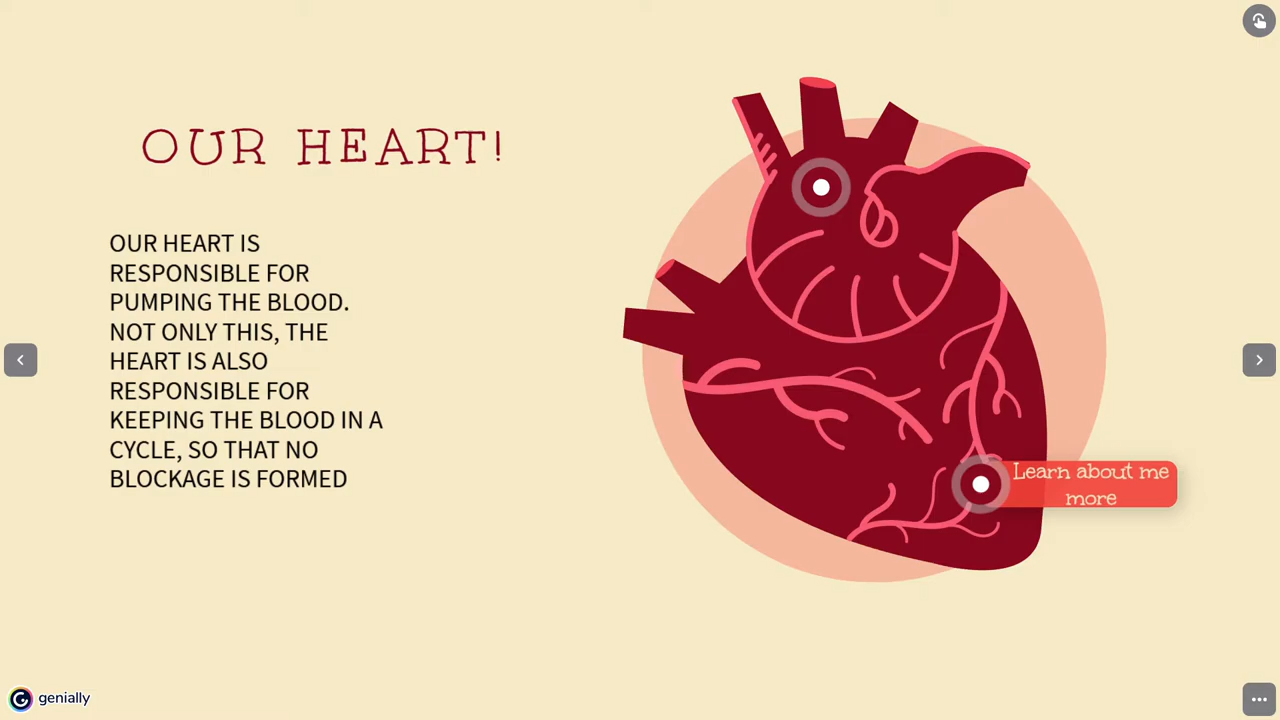 OUR HEART!
OUR HEART IS
RESPONSIBLE FOR
PUMPING THE BLOOD.
NOT ONLY THIS, THE
HEART IS ALSO
RESPONSIBLE FOR
KEEPING THE BLOOD IN A
CYCLE, SO THAT NO
BLOCKAGE IS FORMED
Learn about me
more
genially